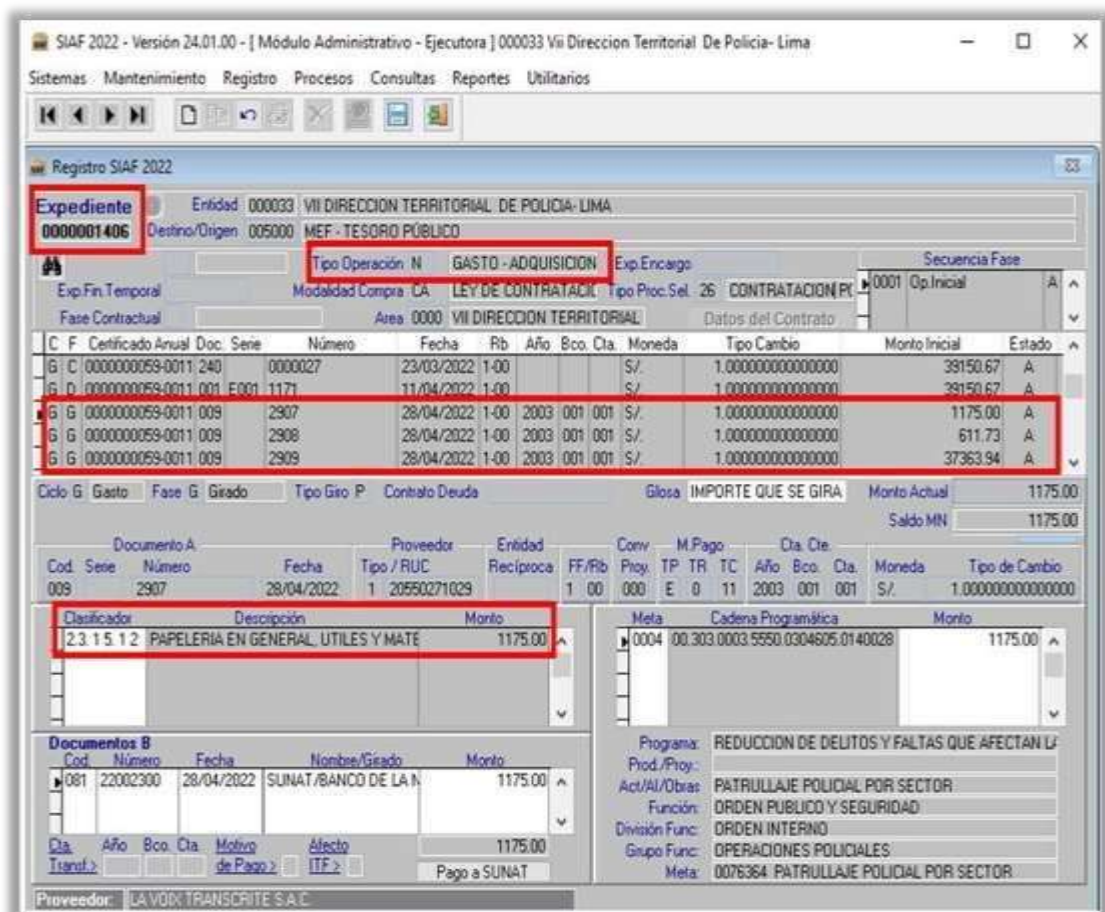 SIAF 2022 - Versión 24.01.00 - [ Módulo Administrativo - Ejecutora ] 000033 Vii Direccion Territorial De Policia- Lima
Sistemas Mantenimiento Registro Procesos Consultas Reportes Utilitarios
Registro SIAF 2022
Expediente Entidad 000033 VII DIRECCION TERRITORIAL DE POLICIA- LIMA
0000001406 Destino/Origen 005000 MEF - TESORO PÚBLICO
Tipo Operación N GASTO - ADQUISICION Exp.Encargo Secuencia Fase
Exp.Fin.Temporal Modalidad Compra CA LEY DE CONTRATACIC Tipo Proc.Sel. 26 CONTRATACION PC 0001 Op.Inicial A
Fase Contractual Area 0000 VII DIRECCION TERRITORIAL Datos del Contrato
C F Certificado Anual Doc. Serie Número Fecha Rb Año Bco. Cta. Moneda Tipo Cambio Monto Inicial Estado
G C 0000000059-0011 240 0000027 23/03/2022 1-00 S/. 1.000000000000000 39150.67 A
G D 0000000059-0011 001 E001 1171 11/04/2022 1-00 S/. 1.000000000000000 39150.67 A
G G 0000000059-0011 009 2907 28/04/2022 1-00 2003 001 001 S/. 1.000000000000000 1175.00 A
G G 0000000059-0011 009 2908 28/04/2022 1-00 2003 001 001 S/. 1.000000000000000 611.73 A
G G 0000000059-0011 009 2909 28/04/2022 1-00 2003 001 001 S/. 1.000000000000000 37363.94 A
Ciclo G Gasto Fase G Girado Tipo Giro P Contrato Deuda Glosa IMPORTE QUE SE GIRA Monto Actual 1175.00
Saldo MN 1175.00
Documento A Proveedor Entidad Conv M.Pago Cta. Cte.
Cod. Serie Número Fecha Tipo / RUC Recíproca FF/Rb Proy. TP TR TC Año Bco. Cta. Moneda Tipo de Cambio
009 2907 28/04/2022 1 20550271029 1 00 000 E 0 11 2003 001 001 S/. 1.000000000000000
Clasificador Descripción Monto Meta Cadena Programática Monto
2.3. 1 5. 1 2 PAPELERIA EN GENERAL, UTILES Y MATE 1175.00 0004 00.303.0003.5550.0304605.0140028 1175.00
Documentos B
Cod. Número Fecha Nombre/Girado Monto
081 22002300 28/04/2022 SUNAT/BANCO DE LA N 1175.00
Cta. Año Bco. Cta. Motivo Afecto 1175.00
Transf.> de Pago > ITF > Pago a SUNAT
Programa: REDUCCION DE DELITOS Y FALTAS QUE AFECTAN LA
Prod./Proy.:
Act/AI/Obras PATRULLAJE POLICIAL POR SECTOR
Función: ORDEN PUBLICO Y SEGURIDAD
División Func: ORDEN INTERNO
Grupo Func: OPERACIONES POLICIALES
Meta: 0076364 PATRULLAJE POLICIAL POR SECTOR
Proveedor: LA VOIX TRANSCRITE S.A.C.